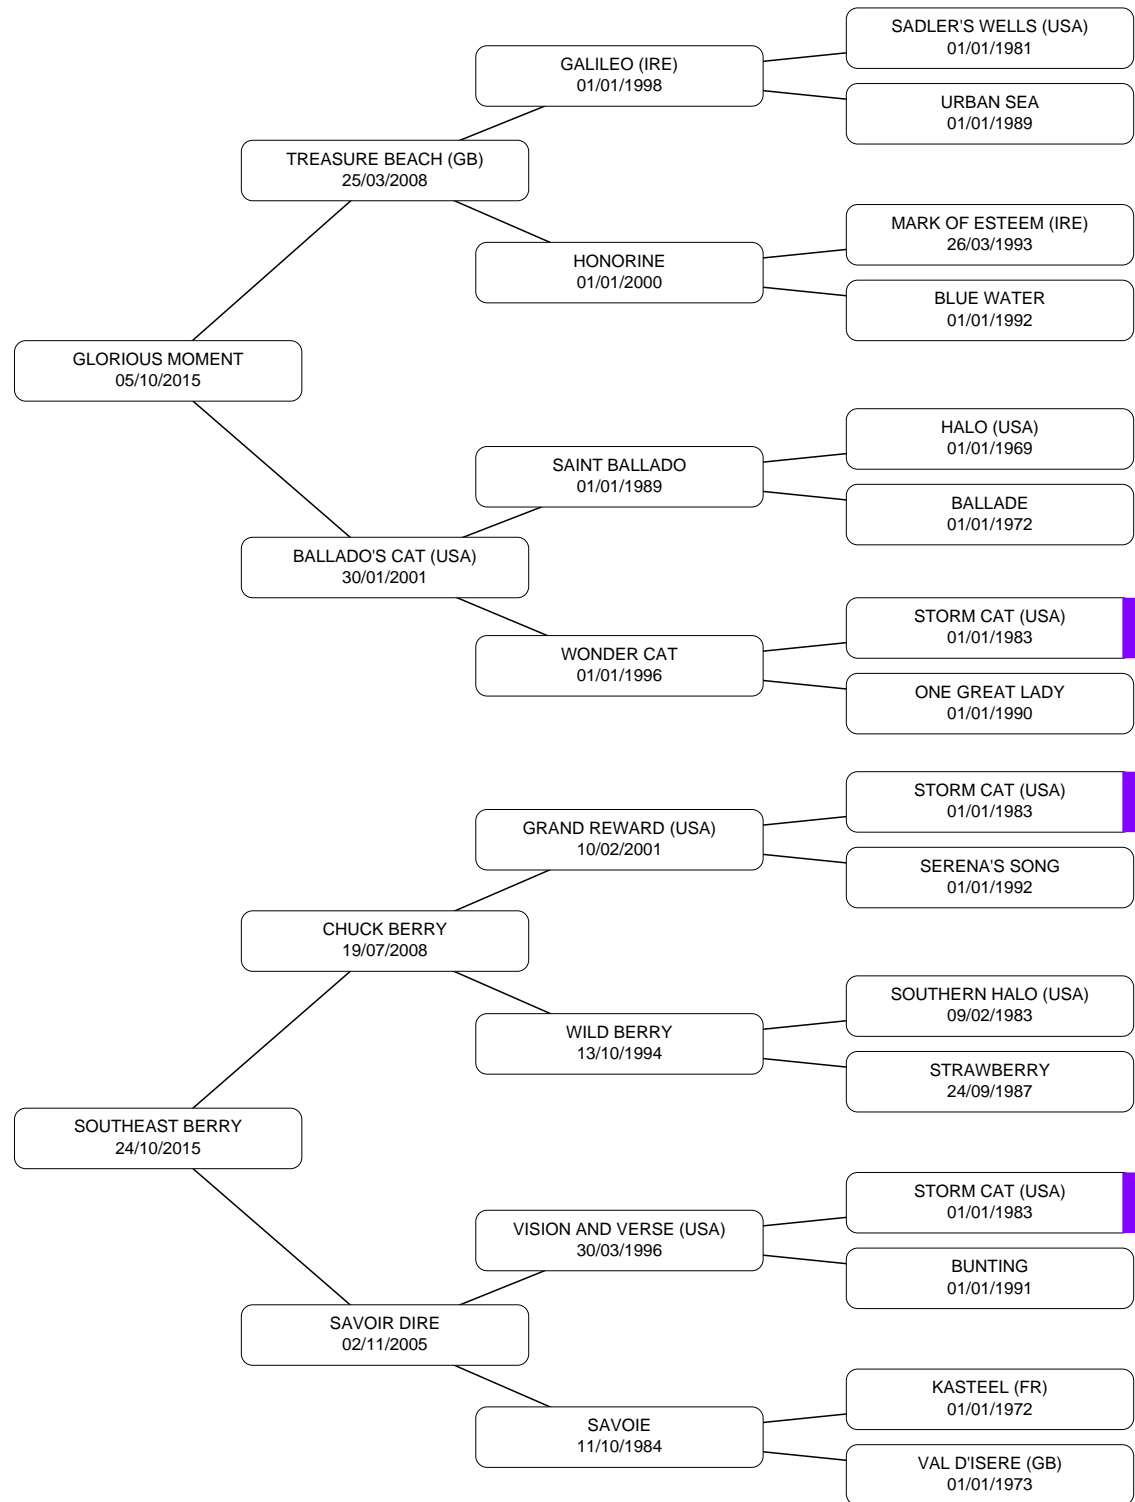 SADLER'S WELLS (USA)
01/01/1981
GALILEO (IRE)
01/01/1998
URBAN SEA
01/01/1989
TREASURE BEACH (GB)
25/03/2008
MARK OF ESTEEM (IRE)
26/03/1993
HONORINE
01/01/2000
BLUE WATER
01/01/1992
GLORIOUS MOMENT
05/10/2015
HALO (USA)
01/01/1969
SAINT BALLADO
01/01/1989
BALLADE
01/01/1972
BALLADO'S CAT (USA)
30/01/2001
STORM CAT (USA)
01/01/1983
WONDER CAT
01/01/1996
ONE GREAT LADY
01/01/1990
STORM CAT (USA)
01/01/1983
GRAND REWARD (USA)
10/02/2001
SERENA'S SONG
01/01/1992
CHUCK BERRY
19/07/2008
SOUTHERN HALO (USA)
09/02/1983
WILD BERRY
13/10/1994
STRAWBERRY
24/09/1987
SOUTHEAST BERRY
24/10/2015
STORM CAT (USA)
01/01/1983
VISION AND VERSE (USA)
30/03/1996
BUNTING
01/01/1991
SAVOIR DIRE
02/11/2005
KASTEEL (FR)
01/01/1972
SAVOIE
11/10/1984
VAL D'ISERE (GB)
01/01/1973